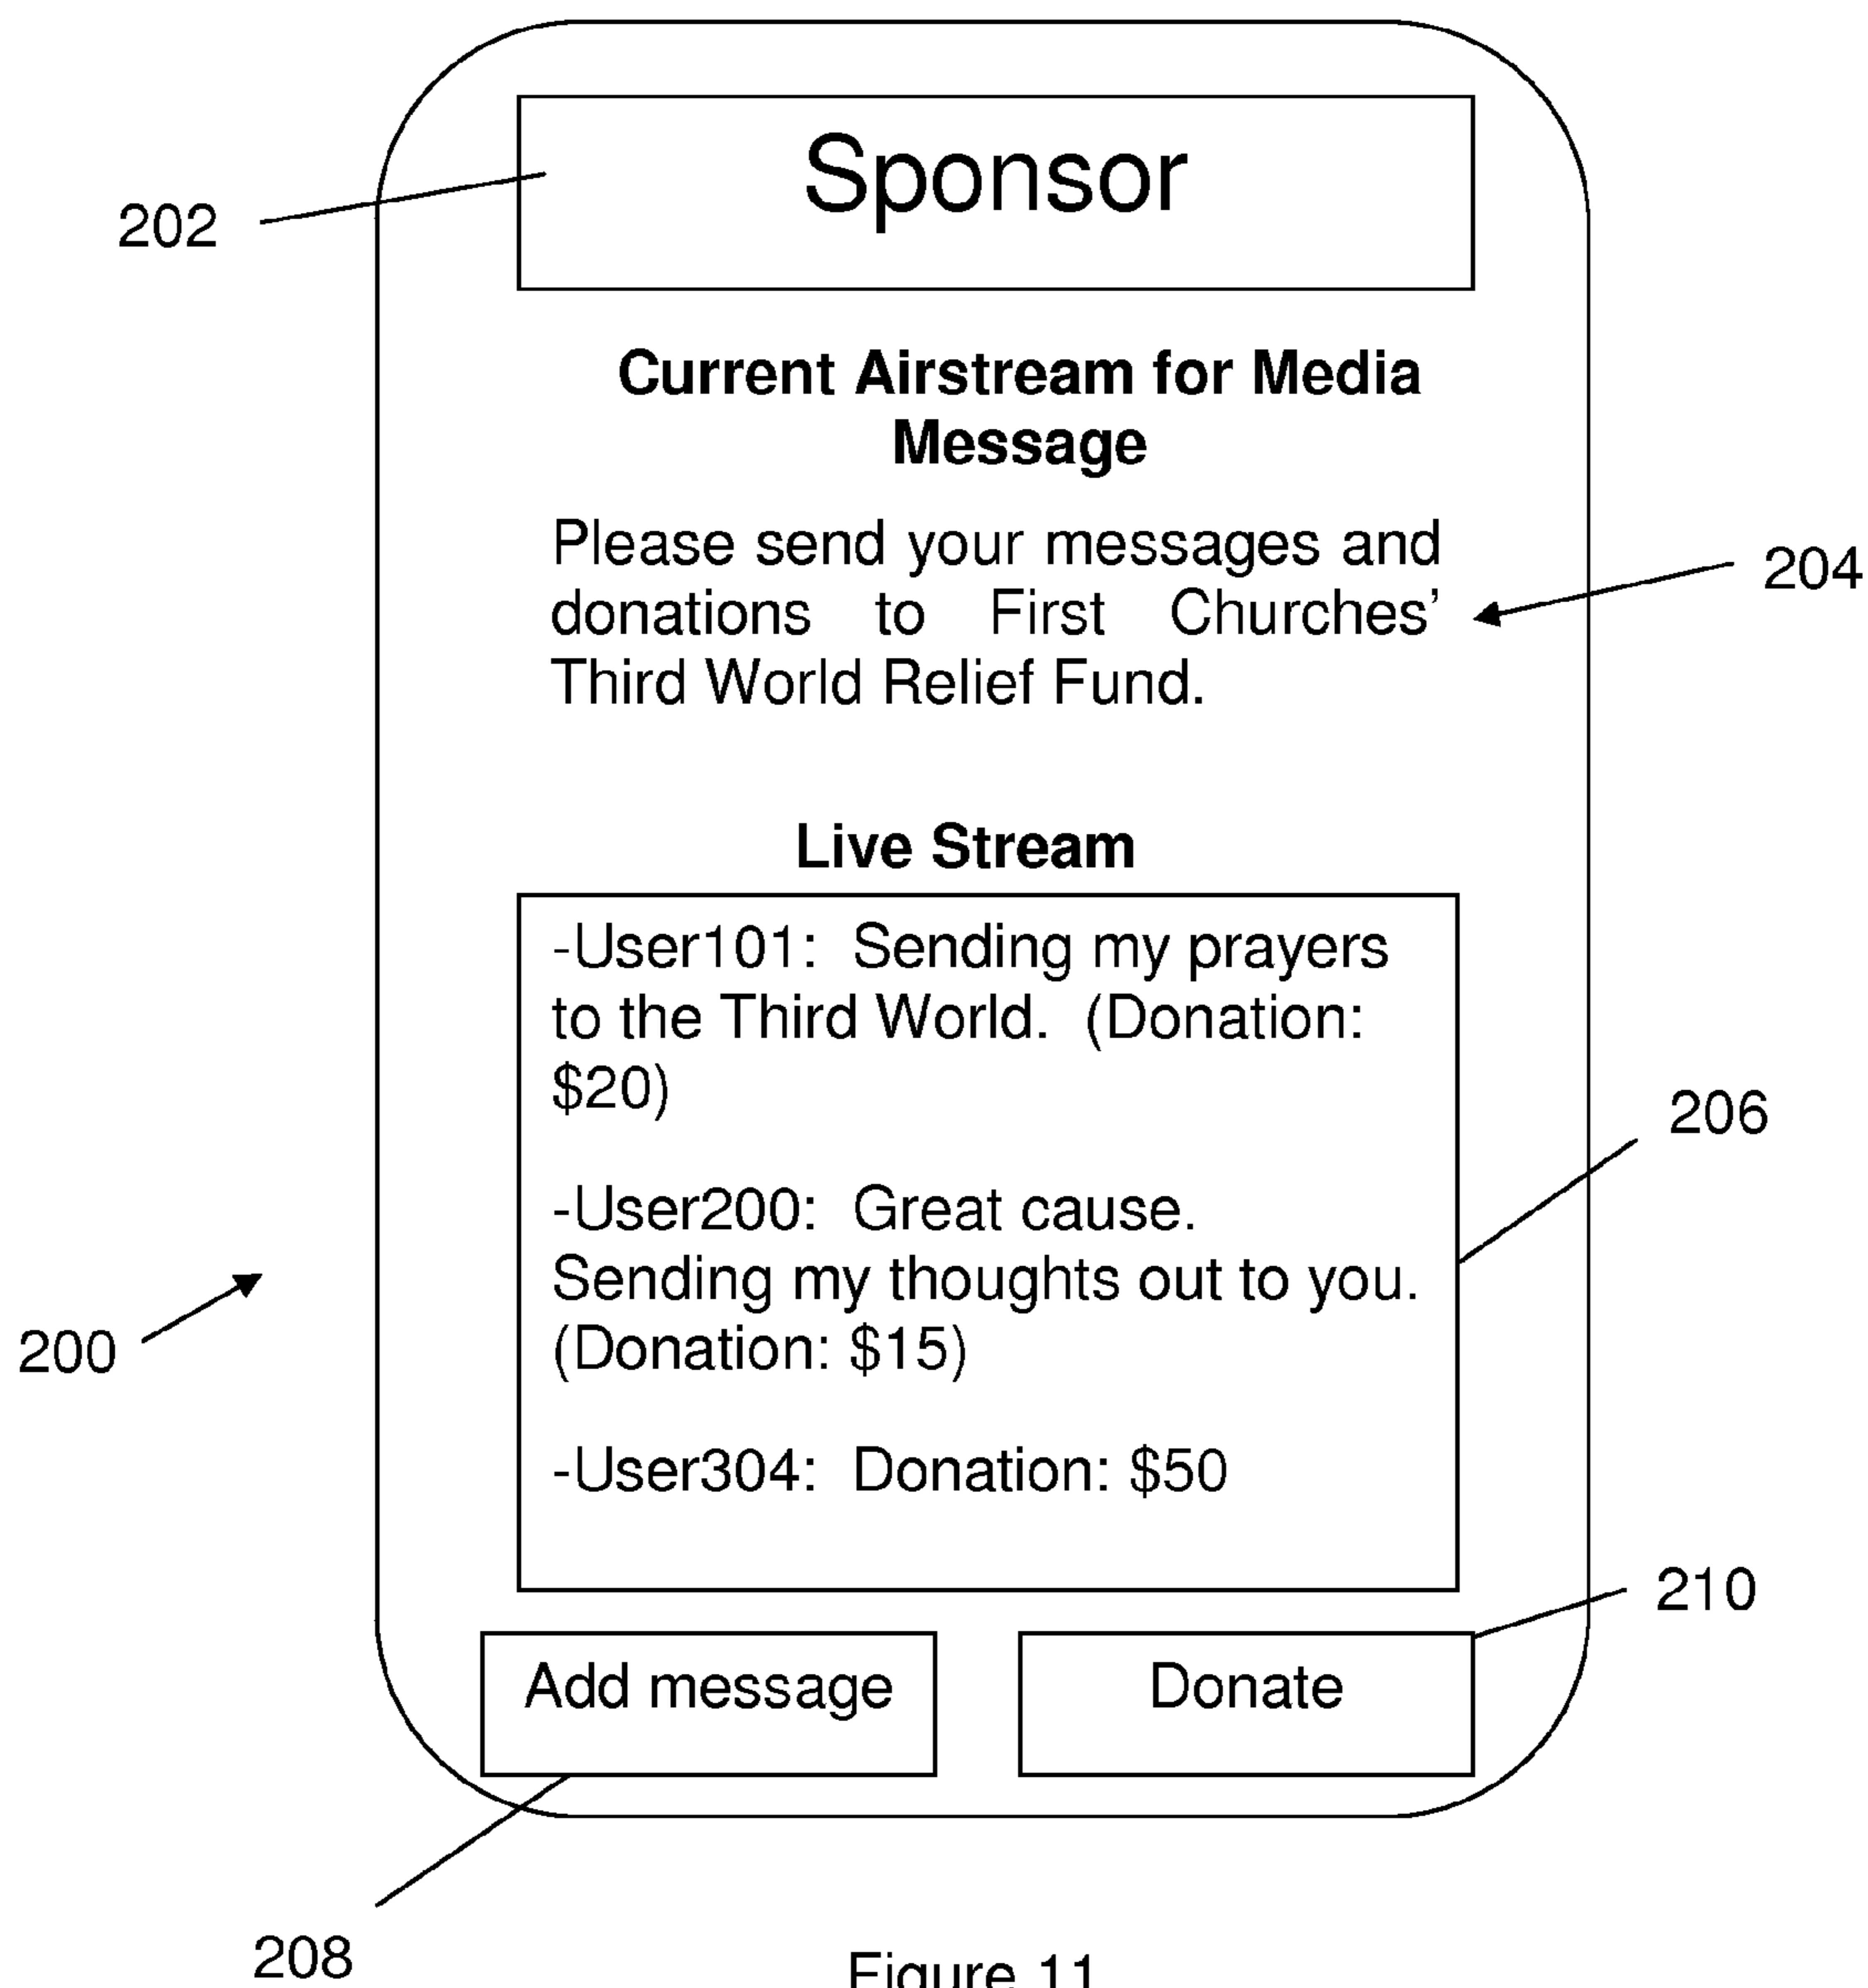 Sponsor
202
Current Airstream for Media
Message
Please send your messages and
donations to First Churches’
Third World Relief Fund.
204
Live Stream
-User101: Sending my prayers
to the Third World. (Donation:
$20)
206
-User200: Great cause.
Sending my thoughts out to you.
(Donation: $15)
200
-User304: Donation: $50
210
Add message
Donate
208
Figure 11